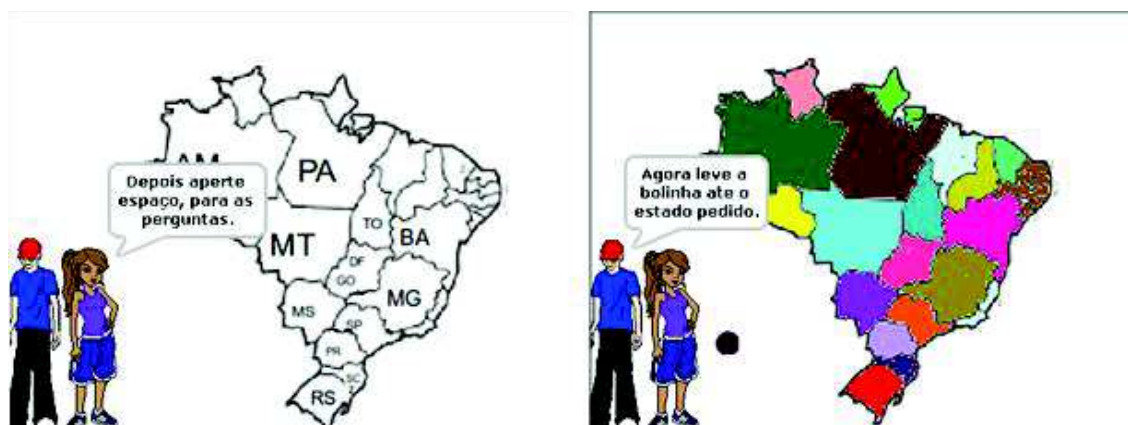 AM
PA
Depois aperte
espaço, para as
perguntas.
TO
MT
BA
DF
GO
MG
MS
SP
PR
SC
RS
Agora leve a
bolinha ate o
estado pedido.